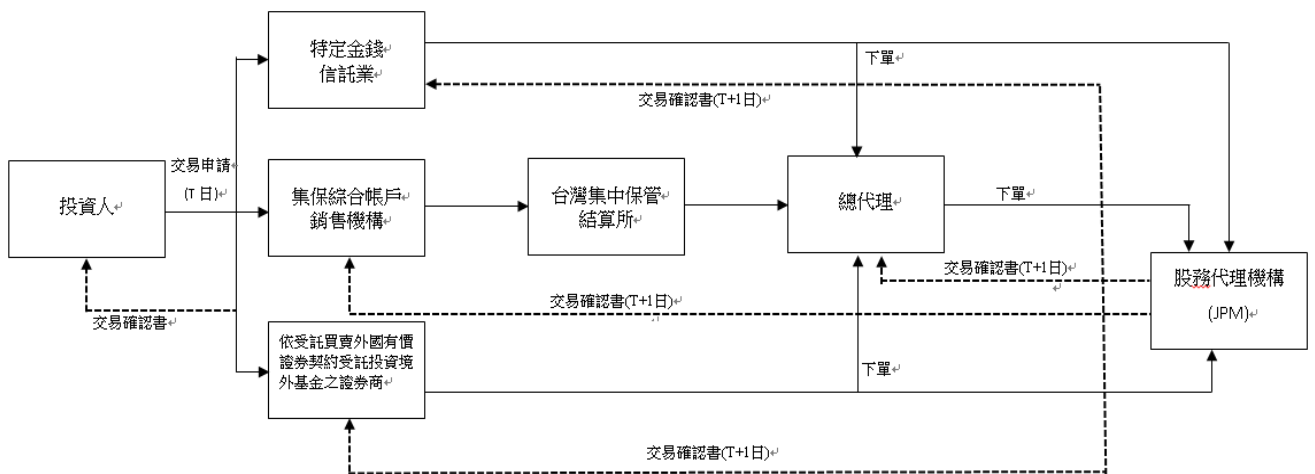 特定金錢
信託業
下單
交易確認書(T+1日)
交易申請
(T 日)
投資人
集保綜合帳戶
銷售機構
台灣集中保管
結算所
總代理
下單
交易確認書(T+1日)
股務代理機構
(JPM)
交易確認書(T+1日)
交易確認書
依受託買賣外國有價
證券契約受託投資境
外基金之證券商
下單
交易確認書(T+1日)